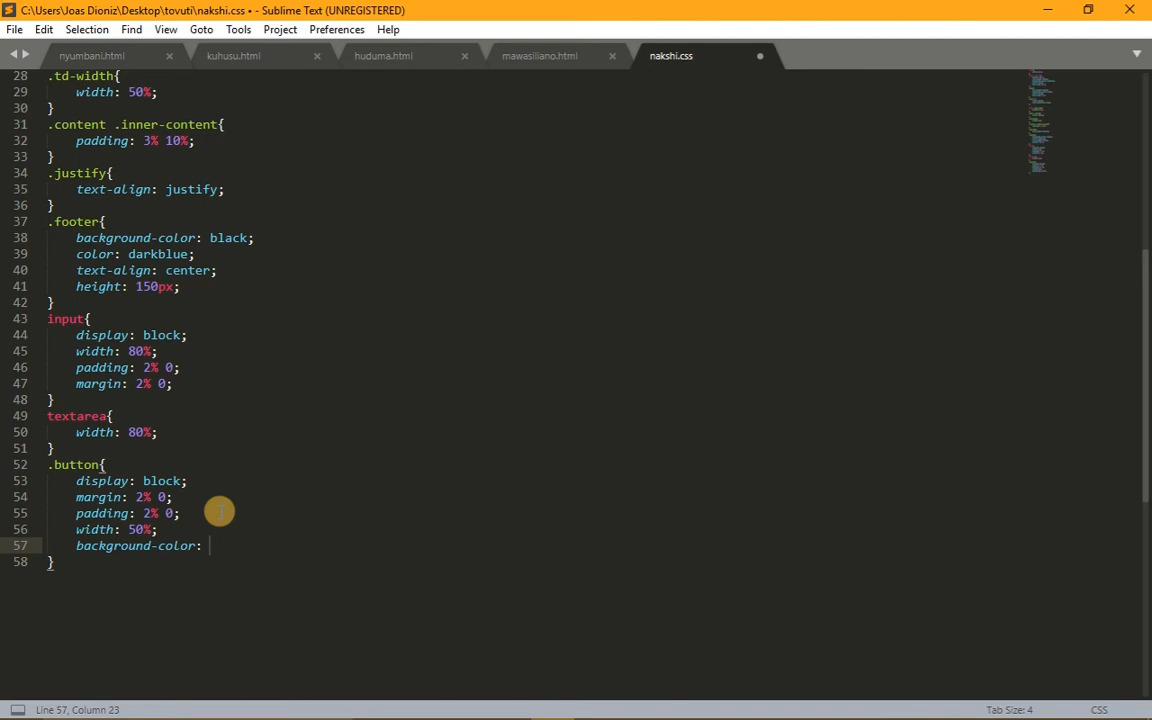 C:\Users\Joas Dioniz\Desktop\tovuti\nakshi.css • - Sublime Text (UNREGISTERED)
File Edit Selection Find View Goto Tools Project Preferences Help
nyumbani.html kuhusu.html huduma.html mawasiliano.html nakshi.css
28 .td-width{
29 width: 50%;
30 }
31 .content .inner-content{
32 padding: 3% 10%;
33 }
34 .justify{
35 text-align: justify;
36 }
37 .footer{
38 background-color: black;
39 color: darkblue;
40 text-align: center;
41 height: 150px;
42 }
43 input{
44 display: block;
45 width: 80%;
46 padding: 2% 0;
47 margin: 2% 0;
48 }
49 textarea{
50 width: 80%;
51 }
52 .button{
53 display: block;
54 margin: 2% 0;
55 padding: 2% 0;
56 width: 50%;
57 background-color:
58 }
Line 57, Column 23 Tab Size: 4 CSS